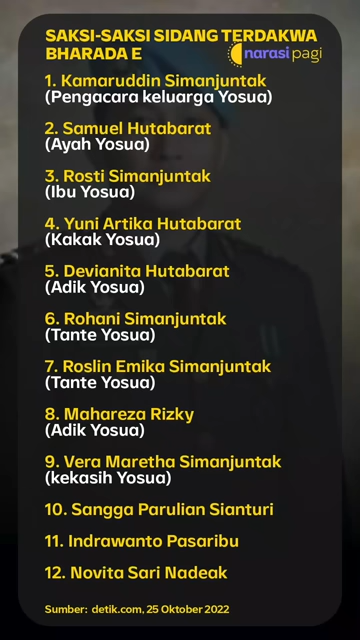 SAKSI-SAKSI SIDANG TERDAKWA
BHARADA E
narasi pagi
1. Kamaruddin Simanjuntak
(Pengacara keluarga Yosua)
2. Samuel Hutabarat
(Ayah Yosua)
3. Rosti Simanjuntak
(Ibu Yosua)
4. Yuni Artika Hutabarat
(Kakak Yosua)
5. Devianita Hutabarat
(Adik Yosua)
6. Rohani Simanjuntak
(Tante Yosua)
7. Roslin Emika Simanjuntak
(Tante Yosua)
8. Mahareza Rizky
(Adik Yosua)
9. Vera Maretha Simanjuntak
(kekasih Yosua)
10. Sangga Parulian Sianturi
11. Indrawanto Pasaribu
12. Novita Sari Nadeak
Sumber: detik.com, 25 Oktober 2022